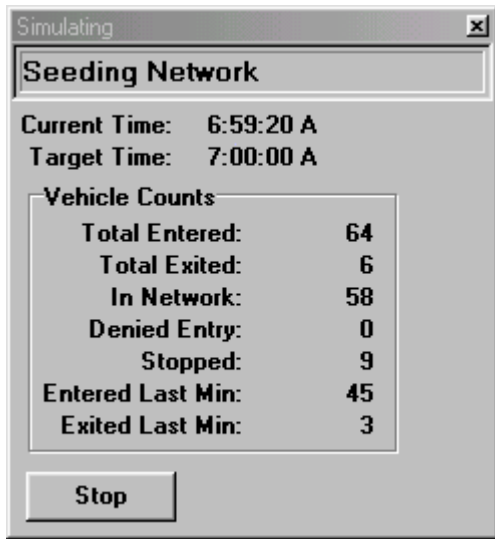 Simulating
Seeding Network
Current Time: 6:59:20 A
Target Time: 7:00:00 A
Vehicle Counts
Total Entered: 64
Total Exited: 6
In Network: 58
Denied Entry: 0
Stopped: 9
Entered Last Min: 45
Exited Last Min: 3
Stop